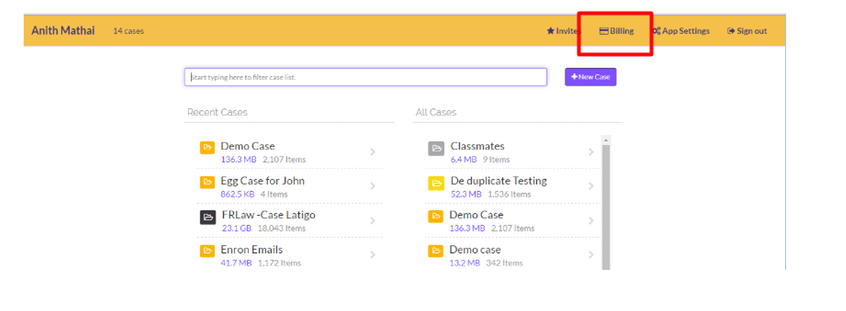 Anith Mathai 14 cases Invites Billing App Settings Sign out
Start typing here to filter case list.
+New Case
Recent Cases
Demo Case
136.3 MB 2,107 Items
Egg Case for John
862.5 KB 4 Items
FRLaw -Case Latigo
23.1 GB 18,043 Items
Enron Emails
41.7 MB 1,172 Items
All Cases
Classmates
6.4 MB 9 Items
De duplicate Testing
52.3 MB 1,536 Items
Demo Case
136.3 MB 2,107 Items
Demo case
13.2 MB 342 Items